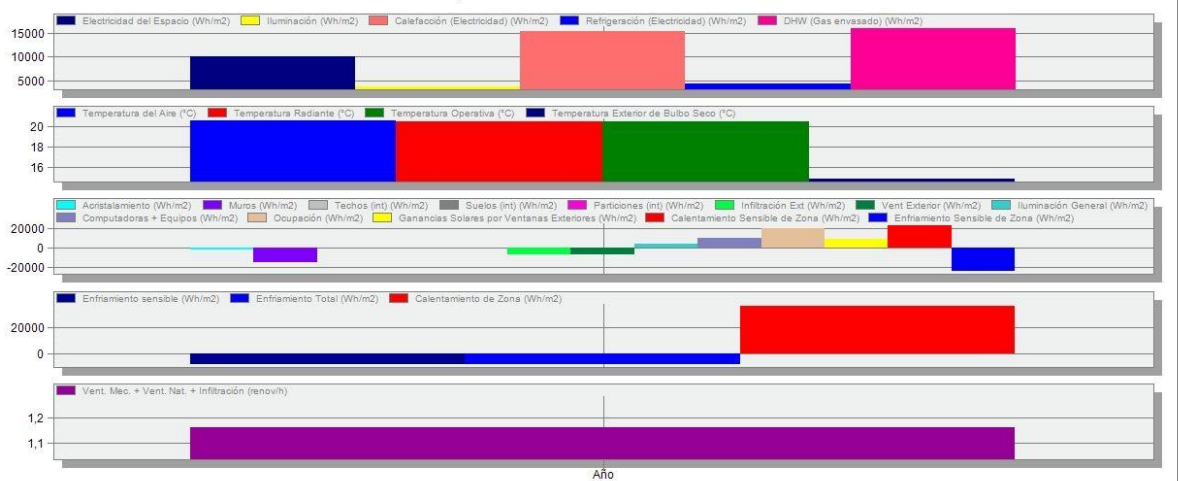 Electricidad del Espacio (Wh/m2) Iluminación (Wh/m2) Calefacción (Electricidad) (Wh/m2) Refrigeración (Electricidad) (Wh/m2) DHW (Gas envasado) (Wh/m2)
15000
10000
5000
Temperatura del Aire (°C) Temperatura Radiante (°C) Temperatura Operativa (°C) Temperatura Exterior de Bulbo Seco (°C)
20
18
16
Acristalamiento (Wh/m2) Muros (Wh/m2) Techos (int) (Wh/m2) Suelos (int) (Wh/m2) Particiones (int) (Wh/m2) Infiltración Ext (Wh/m2) Vent Exterior (Wh/m2) Iluminación General (Wh/m2)
Computadoras + Equipos (Wh/m2) Ocupación (Wh/m2) Ganancias Solares por Ventanas Exteriores (Wh/m2) Calentamiento Sensible de Zona (Wh/m2) Enfriamiento Sensible de Zona (Wh/m2)
20000
0
-20000
Enfriamiento sensible (Wh/m2) Enfriamiento Total (Wh/m2) Calentamiento de Zona (Wh/m2)
20000
0
Vent. Mec. + Vent. Nat. + Infiltración (renov/h)
1,2
1,1
Año